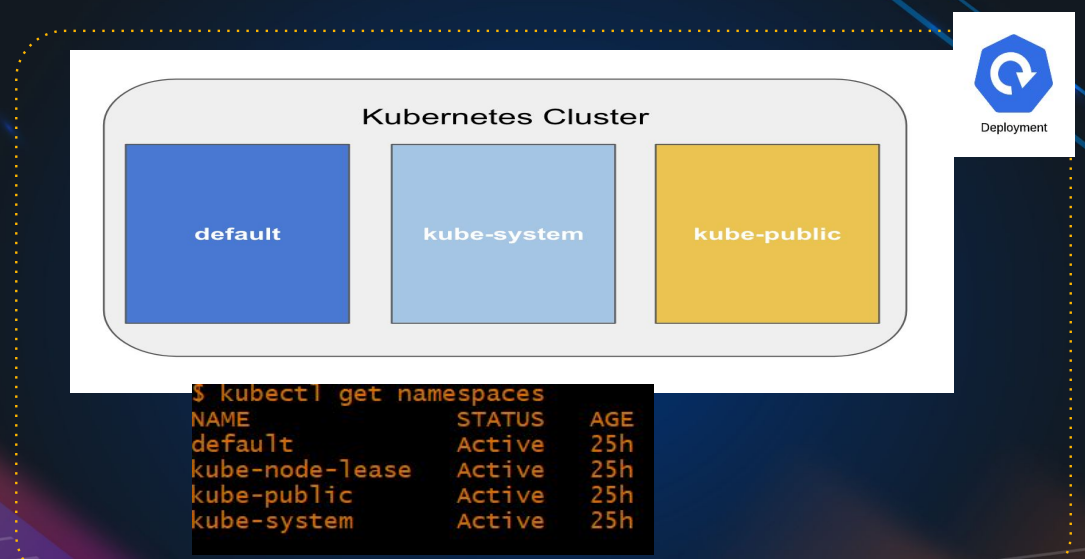 Kubernetes Cluster
Deployment
default kube-system kube-public
$ kubectl get namespaces
NAME STATUS AGE
default Active 25h
kube-node-lease Active 25h
kube-public Active 25h
kube-system Active 25h